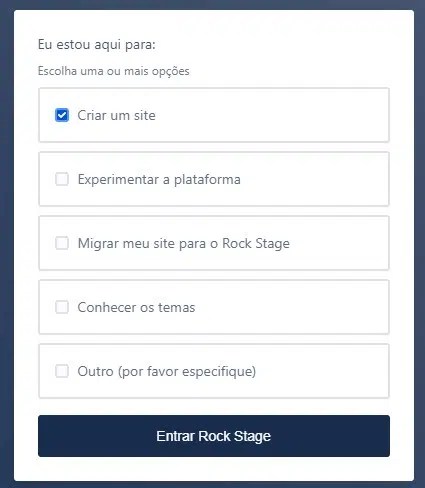 Eu estou aqui para:
Escolha uma ou mais opções
Criar um site
Experimentar a plataforma
Migrar meu site para o Rock Stage
Conhecer os temas
Outro (por favor especifique)
Entrar Rock Stage